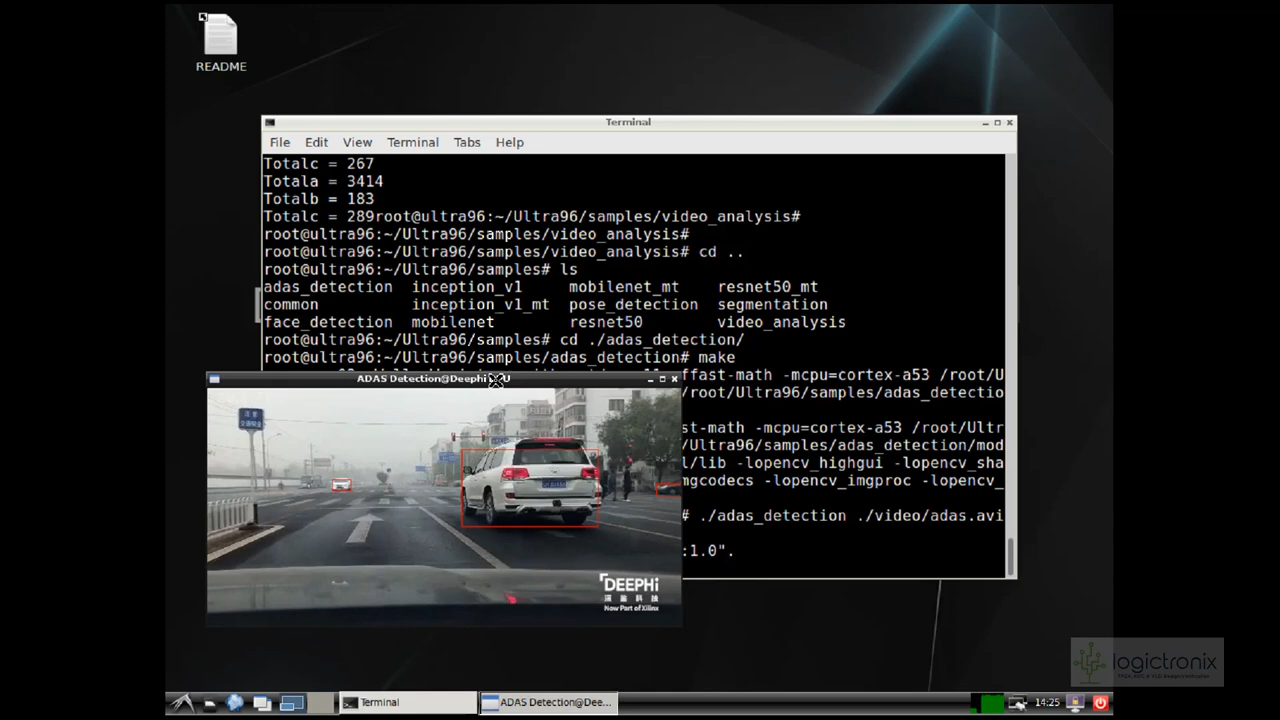 README
Terminal
File Edit View Terminal Tabs Help
Totalc = 267
Totala = 3414
Totalb = 183
Totalc = 289root@ultra96:~/Ultra96/samples/video_analysis#
root@ultra96:~/Ultra96/samples/video_analysis#
root@ultra96:~/Ultra96/samples/video_analysis# cd ..
root@ultra96:~/Ultra96/samples# ls
adas_detection inception_v1 mobilenet_mt resnet50_mt
common inception_v1_mt pose_detection segmentation
face_detection mobilenet resnet50 video_analysis
root@ultra96:~/Ultra96/samples# cd ./adas_detection/
root@ultra96:~/Ultra96/samples/adas_detection# make
ffast-math -mcpu=cortex-a53 /root/U
/root/Ultra96/samples/adas_detectio
st-math -mcpu=cortex-a53 /root/Ultr
/Ultra96/samples/adas_detection/mod
l/lib -lopencv_highgui -lopencv_sha
mgcodecs -lopencv_imgproc -lopencv_
# ./adas_detection ./video/adas.avi
:1.0".
ADAS Detection@Deephi
DEEPHi
深鉴科技
Now Part of Xilinx
logictronix
Terminal
ADAS Detection@Dee...
14:25